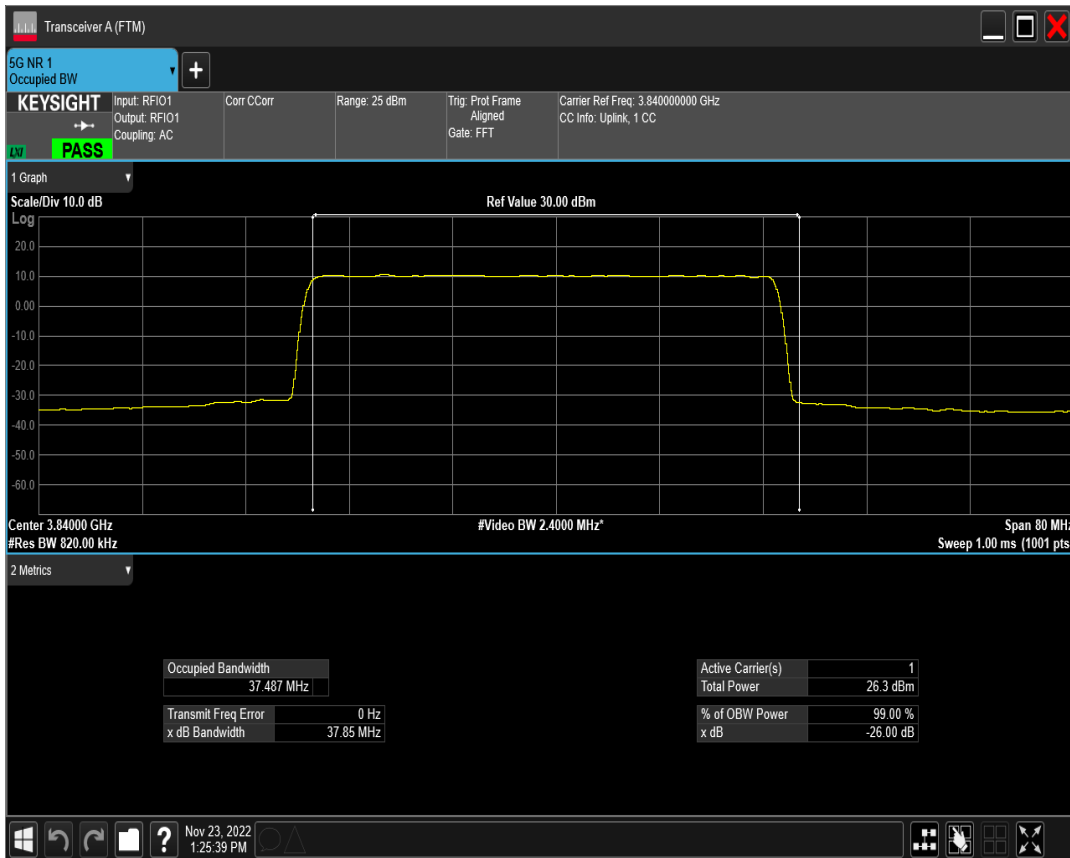 Transceiver A (FTM)
5G NR 1
Occupied BW
+
KEYSIGHT
LXI
PASS
Input: RFIO1
Output: RFIO1
Coupling: AC
Corr CCorr
Range: 25 dBm
Trig: Prot Frame
Aligned
Gate: FFT
Carrier Ref Freq: 3.840000000 GHz
CC Info: Uplink, 1 CC
1 Graph
Scale/Div 10.0 dB
Ref Value 30.00 dBm
Log
20.0
10.0
0.00
-10.0
-20.0
-30.0
-40.0
-50.0
-60.0
Center 3.84000 GHz
#Video BW 2.4000 MHz*
Span 80 MHz
#Res BW 820.00 kHz
Sweep 1.00 ms (1001 pts
2 Metrics
Occupied Bandwidth
37.487 MHz
Transmit Freq Error 0 Hz
x dB Bandwidth 37.85 MHz
Active Carrier(s) 1
Total Power 26.3 dBm
% of OBW Power 99.00 %
x dB -26.00 dB
?
Nov 23, 2022
1:25:39 PM